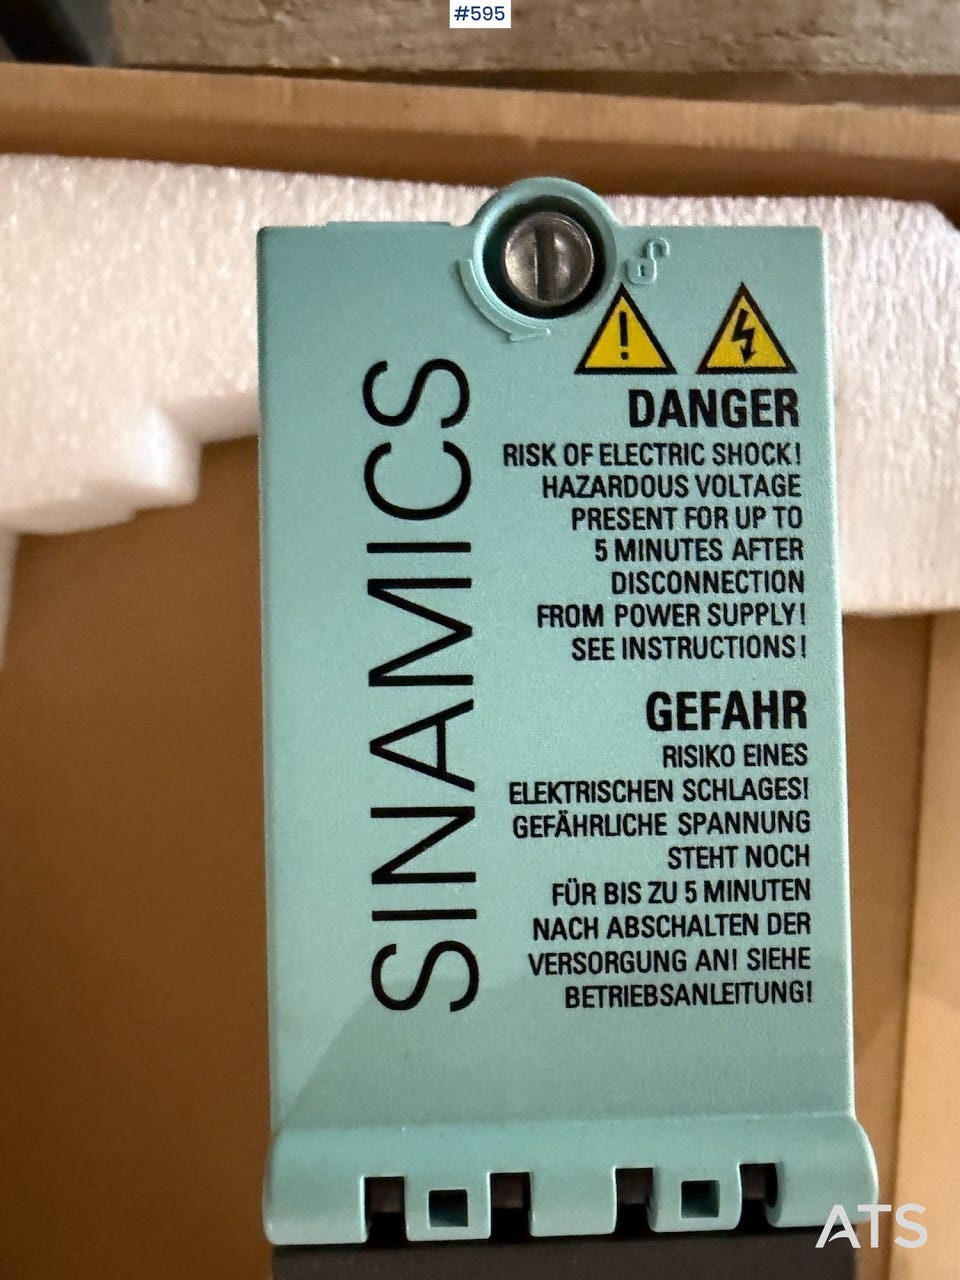 #595
SINAMICS
DANGER
RISK OF ELECTRIC SHOCK!
HAZARDOUS VOLTAGE
PRESENT FOR UP TO
5 MINUTES AFTER
DISCONNECTION
FROM POWER SUPPLY!
SEE INSTRUCTIONS!
GEFAHR
RISIKO EINES
ELEKTRISCHEN SCHLAGES!
GEFÄHRLICHE SPANNUNG
STEHT NOCH
FÜR BIS ZU 5 MINUTEN
NACH ABSCHALTEN DER
VERSORGUNG AN! SIEHE
BETRIEBSANLEITUNG!
ATS